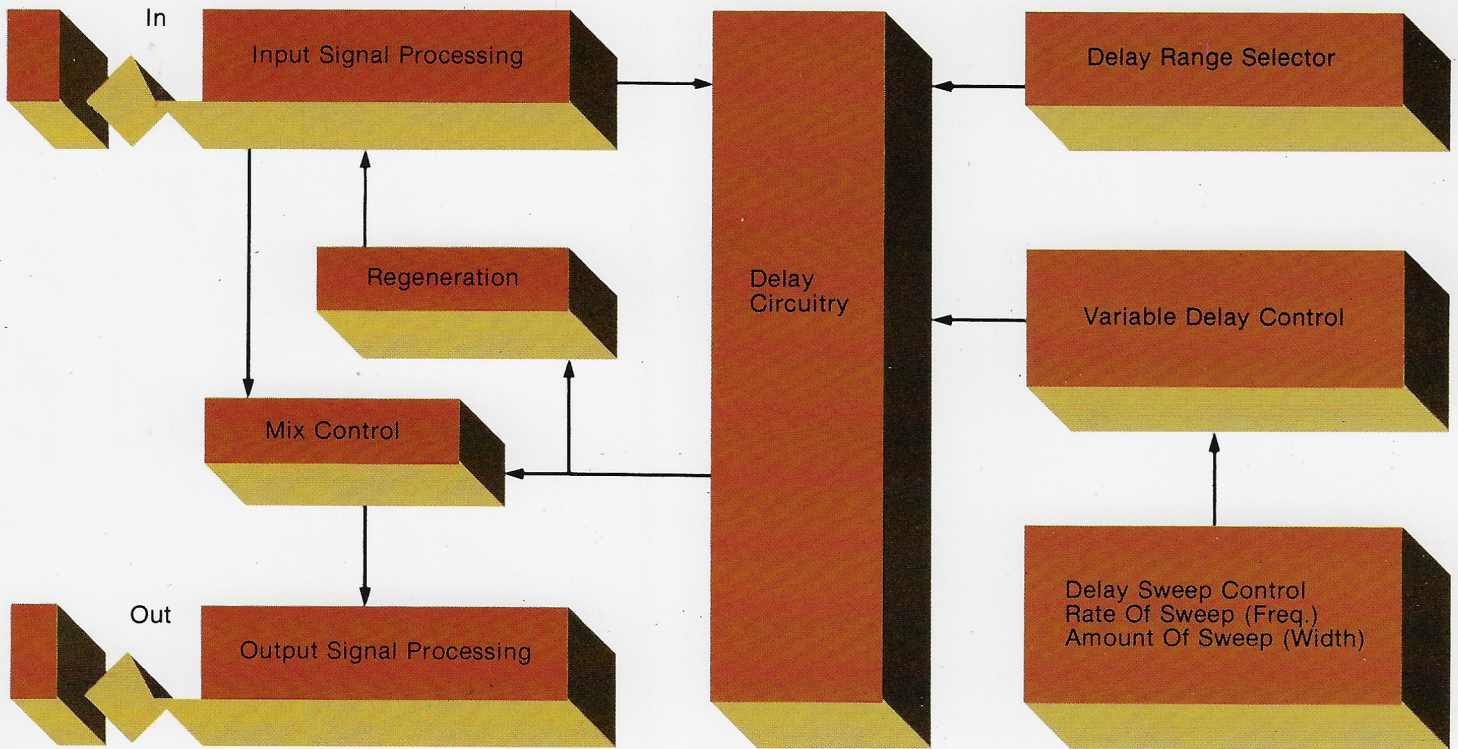 In
Input Signal Processing
Delay Range Selector
Regeneration
Delay
Circuitry
Variable Delay Control
Mix Control
Delay Sweep Control
Rate Of Sweep (Freq.)
Amount Of Sweep (Width)
Out
Output Signal Processing